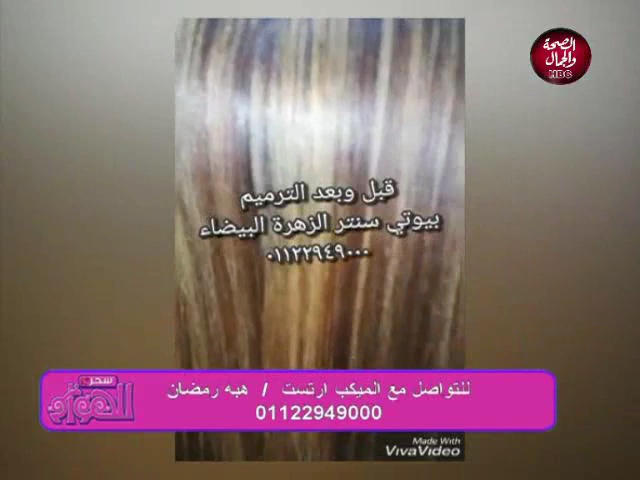 الصحة
والجمال
HBC
قبل وبعد الترميم
بيوتي سنتر الزهرة البيضاء
٠١١٢٢٩٤٩٠٠٠
سحر
للتواصل مع الميكب ارتست / هبه رمضان
01122949000
Made With
VivaVideo